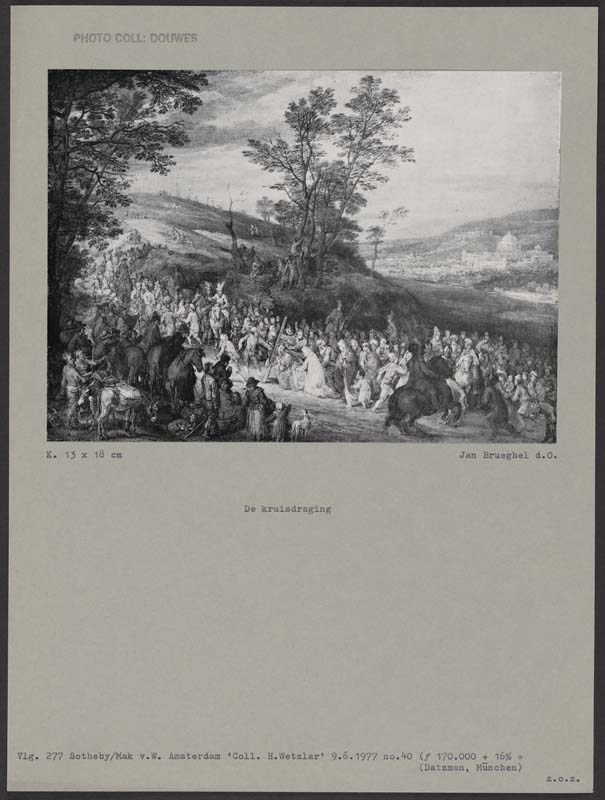 PHOTO COLL: DOUWES
K. 13 x 18 cm
Jan Brueghel d.O.
De kruisdraging
Vlg. 277 Sotheby/Mak v.W. Amsterdam 'Coll. H.Wetzlar' 9.6.1977 no.40 (ƒ 170.000 + 16% =
(Datzman, München)
z.o.z.